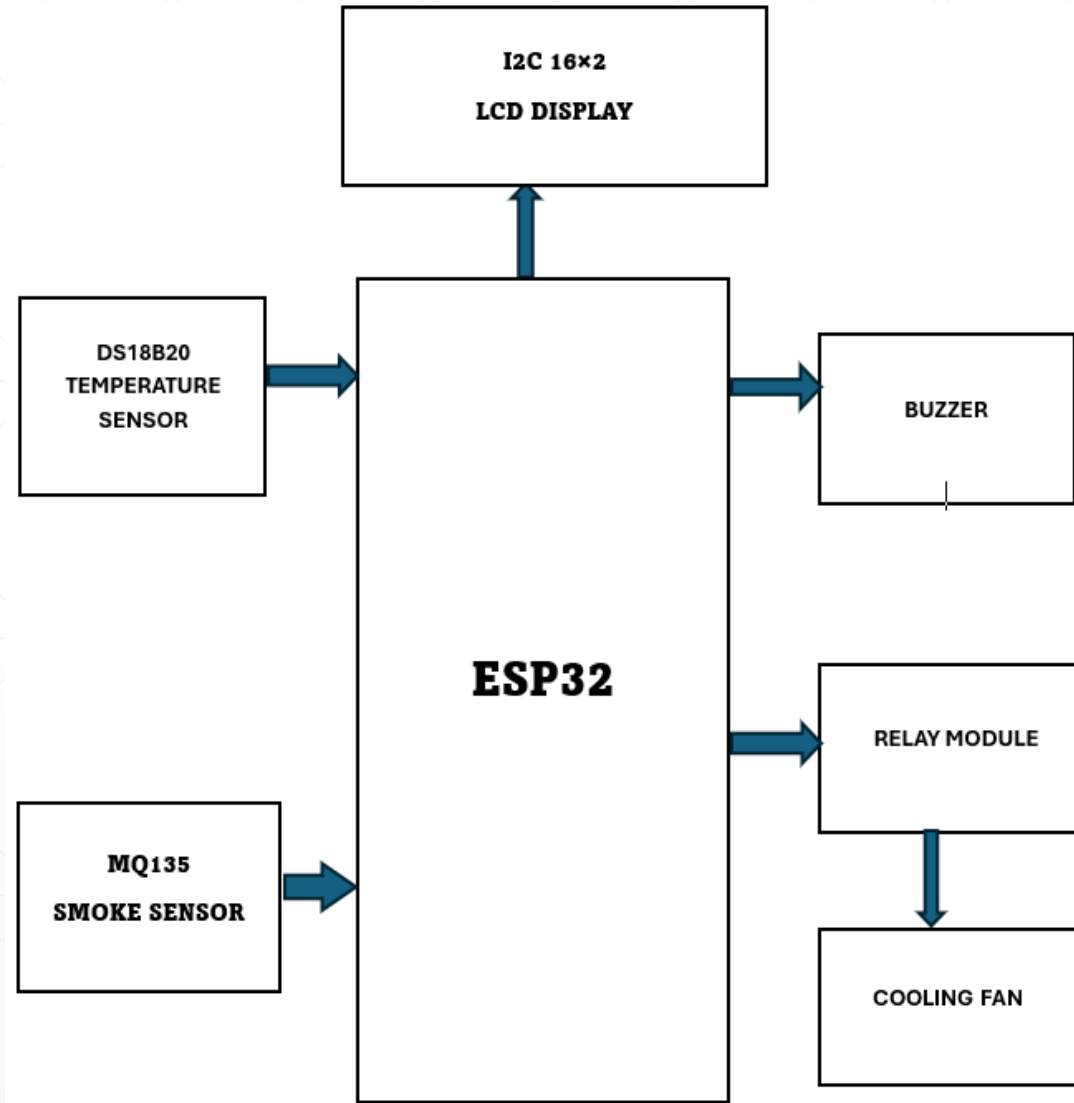 I2C 16×2
LCD DISPLAY
DS18B20
TEMPERATURE
SENSOR
BUZZER
ESP32
RELAY MODULE
MQ135
SMOKE SENSOR
COOLING FAN